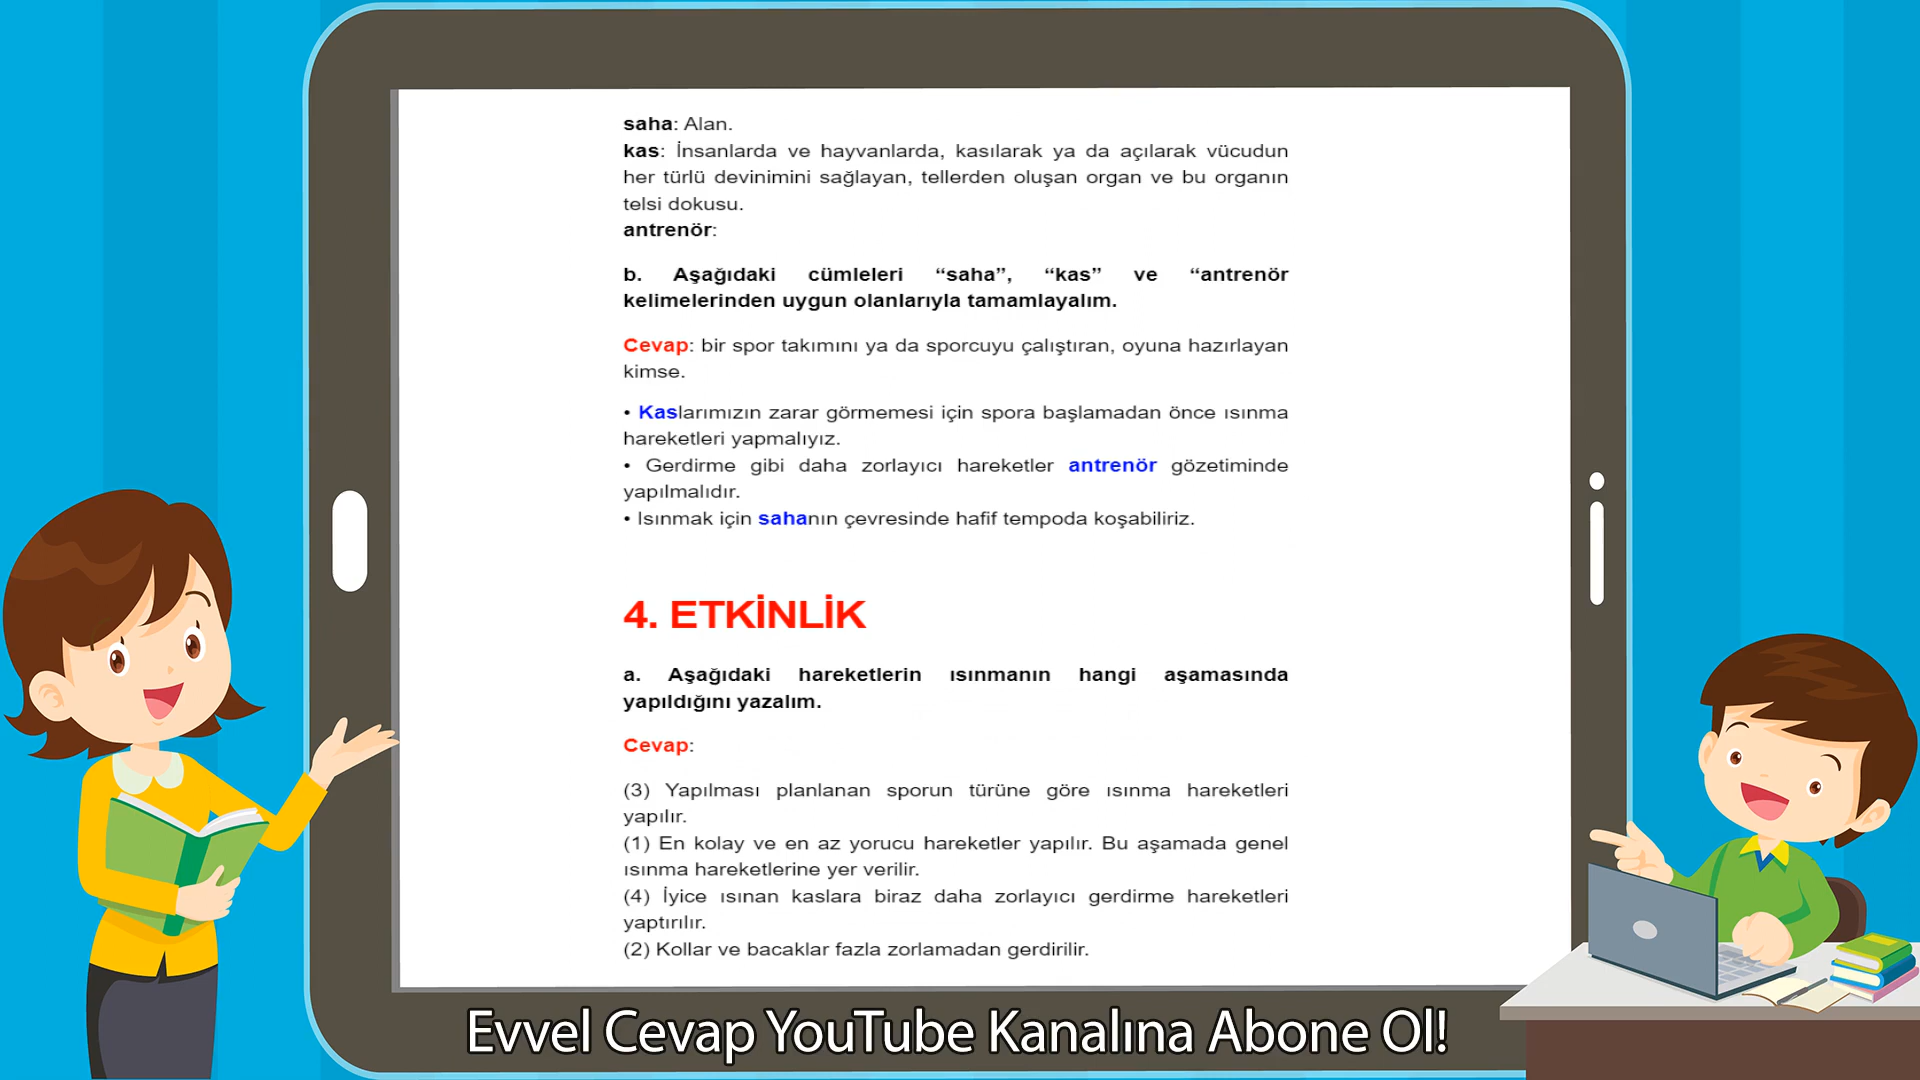 saha: Alan.
kas: İnsanlarda ve hayvanlarda, kasılarak ya da açılarak vücudun
her türlü devinimini sağlayan, tellerden oluşan organ ve bu organın
telsi dokusu.
antrenör:
b. Aşağıdaki cümleleri “saha”, “kas” ve “antrenör
kelimelerinden uygun olanlarıyla tamamlayalım.
Cevap: bir spor takımını ya da sporcuyu çalıştıran, oyuna hazırlayan
kimse.
• Kaslarımızın zarar görmemesi için spora başlamadan önce ısınma
hareketleri yapmalıyız.
• Gerdirme gibi daha zorlayıcı hareketler antrenör gözetiminde
yapılmalıdır.
• Isınmak için sahanın çevresinde hafif tempoda koşabiliriz.
4. ETKİNLİK
a. Aşağıdaki hareketlerin ısınmanın hangi aşamasında
yapıldığını yazalım.
Cevap:
(3) Yapılması planlanan sporun türüne göre ısınma hareketleri
yapılır.
(1) En kolay ve en az yorucu hareketler yapılır. Bu aşamada genel
ısınma hareketlerine yer verilir.
(4) İyice ısınan kaslara biraz daha zorlayıcı gerdirme hareketleri
yaptırılır.
(2) Kollar ve bacaklar fazla zorlamadan gerdirilir.
Evvel Cevap YouTube Kanalına Abone Ol!